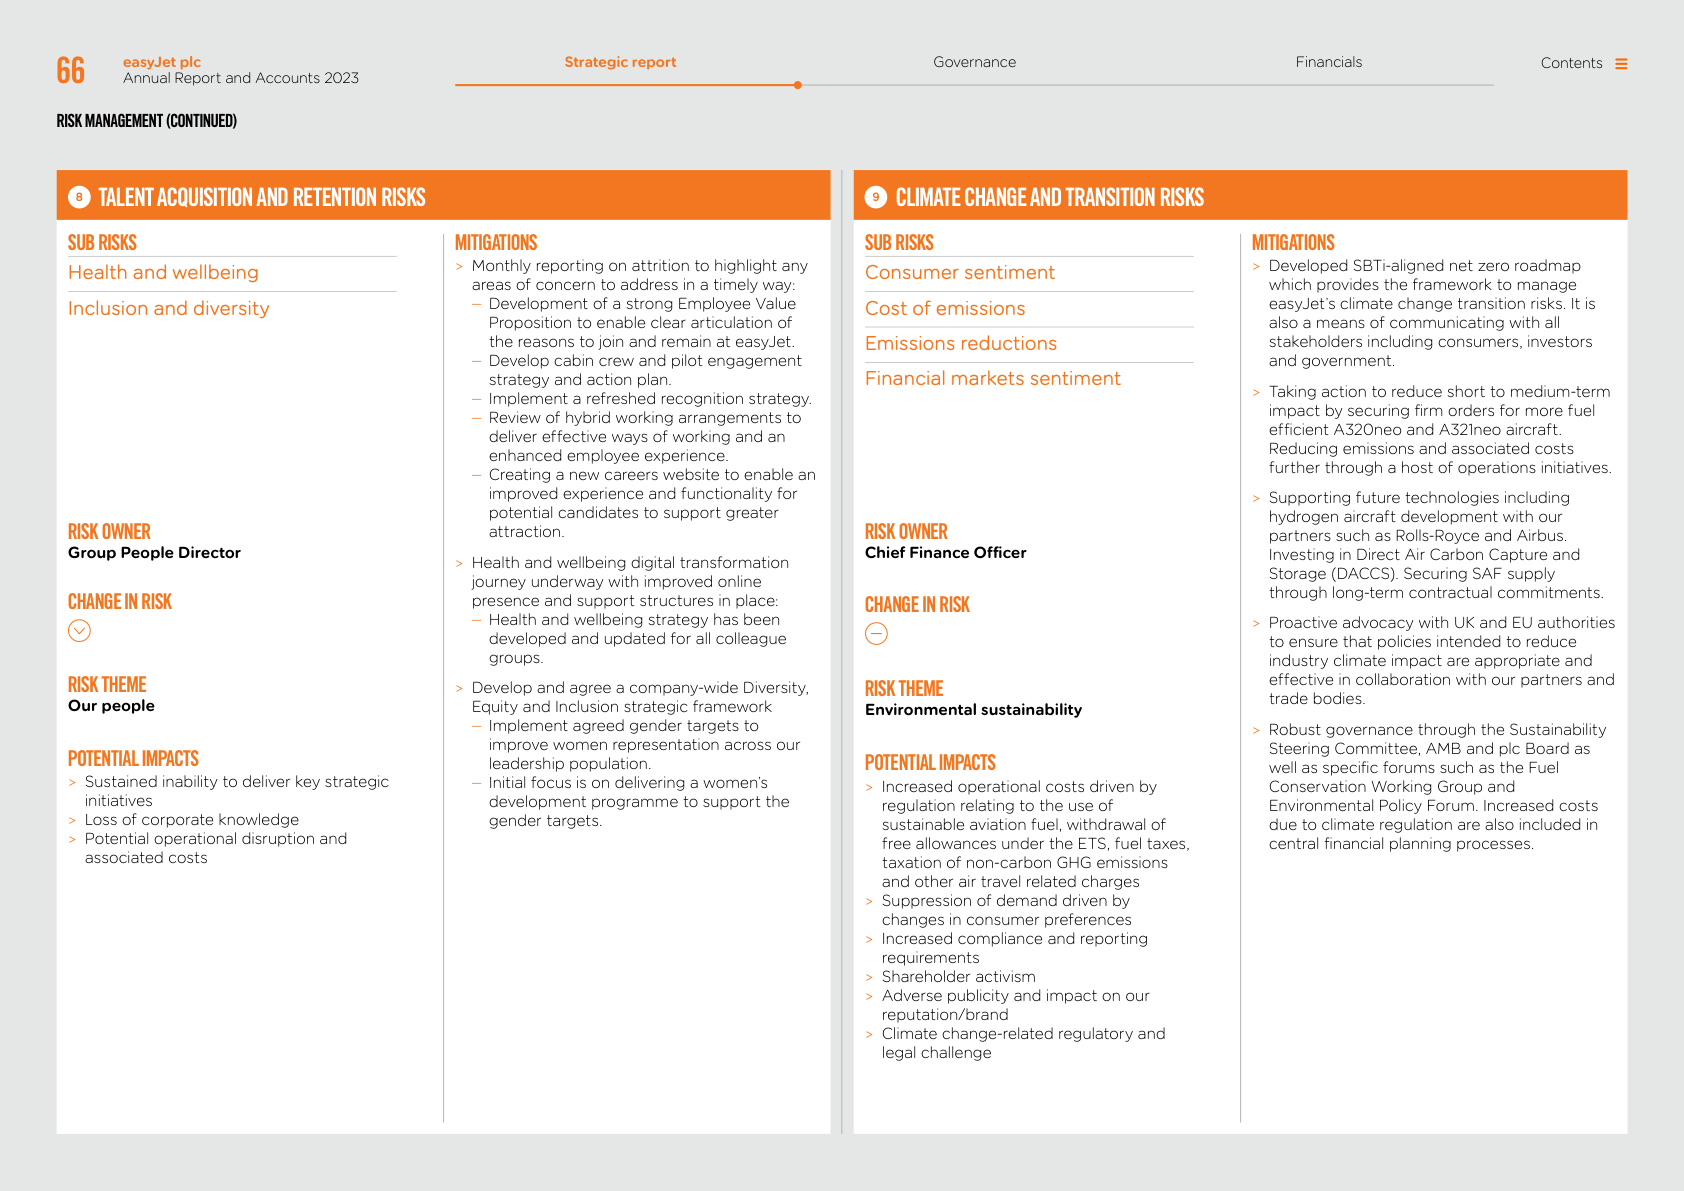 66
easyJet plc
Annual Report and Accounts 2023
Strategic report
Governance
Financials
Contents
RISK MANAGEMENT (CONTINUED)
8 TALENT ACQUISITION AND RETENTION RISKS
SUB RISKS
Health and wellbeing
Inclusion and diversity
RISK OWNER
Group People Director
CHANGE IN RISK
RISK THEME
Our people
POTENTIAL IMPACTS
> Sustained inability to deliver key strategic
initiatives
> Loss of corporate knowledge
> Potential operational disruption and
associated costs
MITIGATIONS
> Monthly reporting on attrition to highlight any
areas of concern to address in a timely way:
– Development of a strong Employee Value
Proposition to enable clear articulation of
the reasons to join and remain at easyJet.
– Develop cabin crew and pilot engagement
strategy and action plan.
– Implement a refreshed recognition strategy.
– Review of hybrid working arrangements to
deliver effective ways of working and an
enhanced employee experience.
– Creating a new careers website to enable an
improved experience and functionality for
potential candidates to support greater
attraction.
> Health and wellbeing digital transformation
journey underway with improved online
presence and support structures in place:
– Health and wellbeing strategy has been
developed and updated for all colleague
groups.
> Develop and agree a company-wide Diversity,
Equity and Inclusion strategic framework
– Implement agreed gender targets to
improve women representation across our
leadership population.
– Initial focus is on delivering a women's
development programme to support the
gender targets.
9 CLIMATE CHANGE AND TRANSITION RISKS
SUB RISKS
Consumer sentiment
Cost of emissions
Emissions reductions
Financial markets sentiment
RISK OWNER
Chief Finance Officer
CHANGE IN RISK
RISK THEME
Environmental sustainability
POTENTIAL IMPACTS
> Increased operational costs driven by
regulation relating to the use of
sustainable aviation fuel, withdrawal of
free allowances under the ETS, fuel taxes,
taxation of non-carbon GHG emissions
and other air travel related charges
> Suppression of demand driven by
changes in consumer preferences
> Increased compliance and reporting
requirements
> Shareholder activism
> Adverse publicity and impact on our
reputation/brand
> Climate change-related regulatory and
legal challenge
MITIGATIONS
> Developed SBTi-aligned net zero roadmap
which provides the framework to manage
easyJet's climate change transition risks. It is
also a means of communicating with all
stakeholders including consumers, investors
and government.
> Taking action to reduce short to medium-term
impact by securing firm orders for more fuel
efficient A320neo and A321neo aircraft.
Reducing emissions and associated costs
further through a host of operations initiatives.
> Supporting future technologies including
hydrogen aircraft development with our
partners such as Rolls-Royce and Airbus.
Investing in Direct Air Carbon Capture and
Storage (DACCS). Securing SAF supply
through long-term contractual commitments.
> Proactive advocacy with UK and EU authorities
to ensure that policies intended to reduce
industry climate impact are appropriate and
effective in collaboration with our partners and
trade bodies.
> Robust governance through the Sustainability
Steering Committee, AMB and plc Board as
well as specific forums such as the Fuel
Conservation Working Group and
Environmental Policy Forum. Increased costs
due to climate regulation are also included in
central financial planning processes.